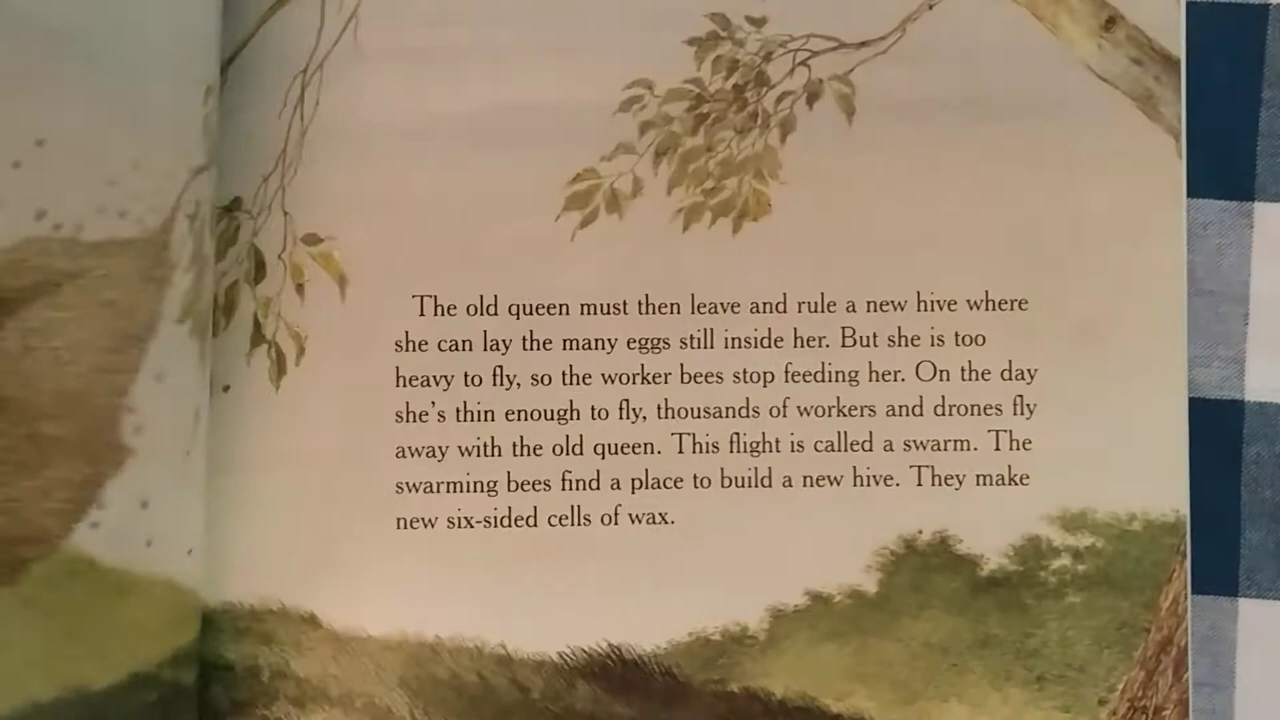 The old queen must then leave and rule a new hive where
she can lay the many eggs still inside her. But she is too
heavy to fly, so the worker bees stop feeding her. On the day
she's thin enough to fly, thousands of workers and drones fly
away with the old queen. This flight is called a swarm. The
swarming bees find a place to build a new hive. They make
new six-sided cells of wax.